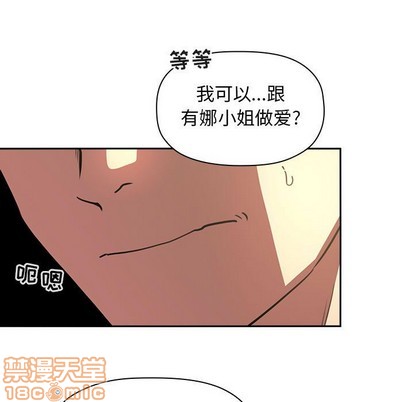 等等
我可以...跟
有娜小姐做爱?
呃嗯
禁漫天堂
18comic